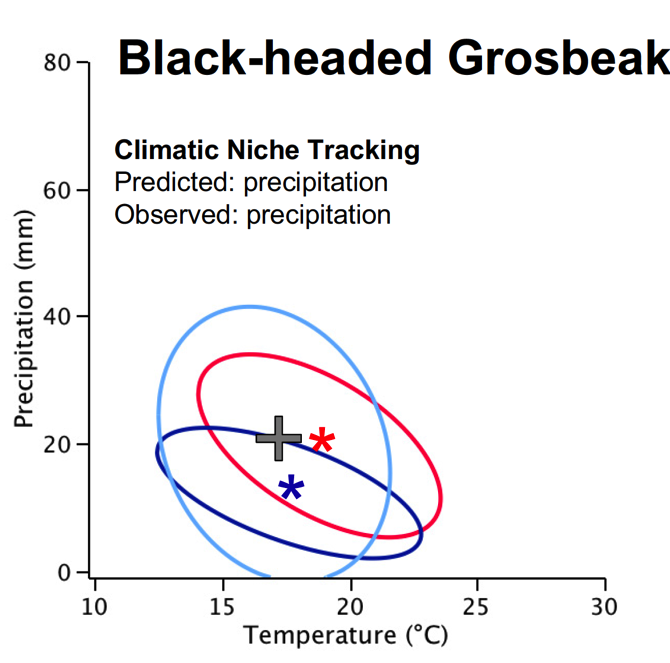 Black-headed Grosbeak
Climatic Niche Tracking
Predicted: precipitation
Observed: precipitation
Precipitation (mm)
80
60
40
20
0
10 15 20 25 30
Temperature (°C)